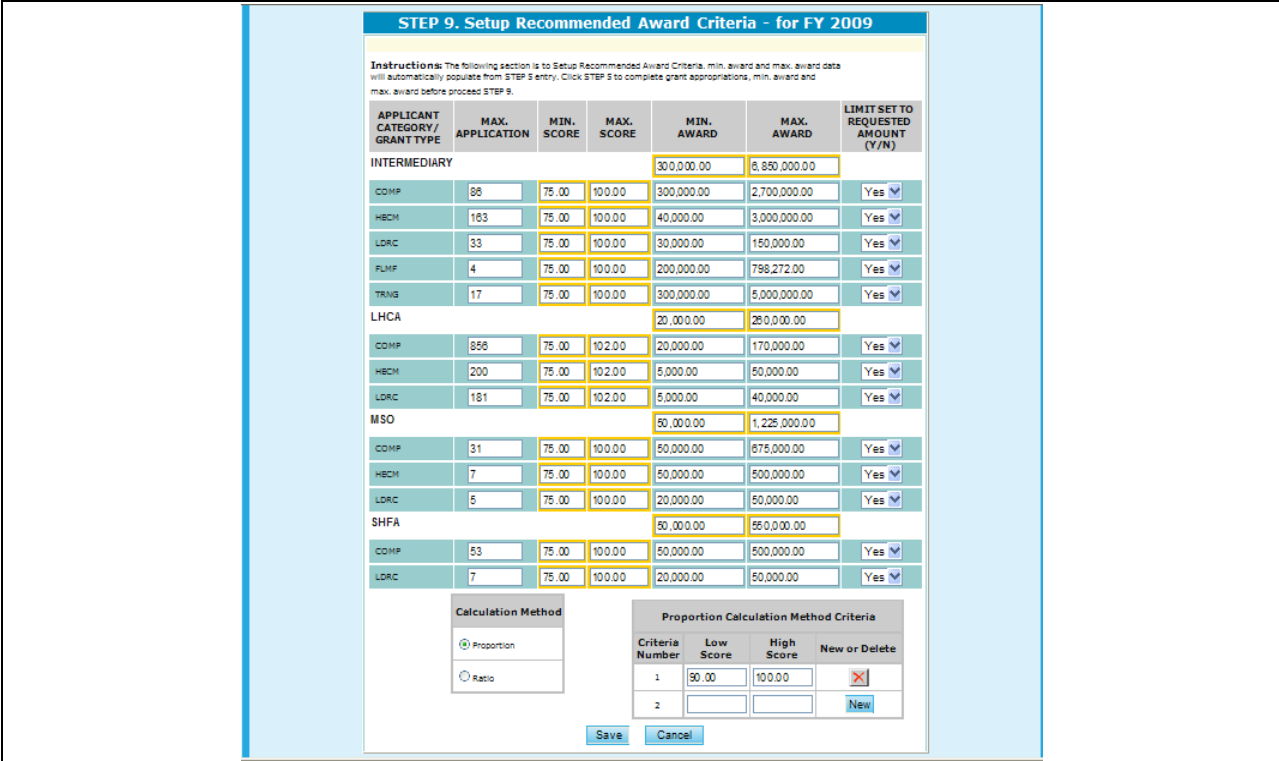 STEP 9. Setup Recommended Award Criteria - for FY 2009
Instructions: The following section is to Setup Recommended Award Criteria. min. award and max. award data
will automatically populate from STEP 5 entry. Click STEP 5 to complete grant appropriations, min. award and
max. award before proceed STEP 9.
APPLICANT CATEGORY/ GRANT TYPE MAX. APPLICATION MIN. SCORE MAX. SCORE MIN. AWARD MAX. AWARD LIMIT SET TO REQUESTED AMOUNT (Y/N)
INTERMEDIARY 300,000.00 6,850,000.00
COMP 86 75.00 100.00 300,000.00 2,700,000.00 Yes
HECM 163 75.00 100.00 40,000.00 3,000,000.00 Yes
LDRC 33 75.00 100.00 30,000.00 150,000.00 Yes
FLMF 4 75.00 100.00 200,000.00 798,272.00 Yes
TRNG 17 75.00 100.00 300,000.00 5,000,000.00 Yes
LHCA 20,000.00 260,000.00
COMP 856 75.00 102.00 20,000.00 170,000.00 Yes
HECM 200 75.00 102.00 5,000.00 50,000.00 Yes
LDRC 181 75.00 102.00 5,000.00 40,000.00 Yes
MSO 50,000.00 1,225,000.00
COMP 31 75.00 100.00 50,000.00 675,000.00 Yes
HECM 7 75.00 100.00 50,000.00 500,000.00 Yes
LDRC 5 75.00 100.00 20,000.00 50,000.00 Yes
SHFA 50,000.00 550,000.00
COMP 53 75.00 100.00 50,000.00 500,000.00 Yes
LDRC 7 75.00 100.00 20,000.00 50,000.00 Yes
Calculation Method
Proportion
Ratio
Proportion Calculation Method Criteria
Criteria Number Low Score High Score New or Delete
1 90.00 100.00
2 New
Save Cancel